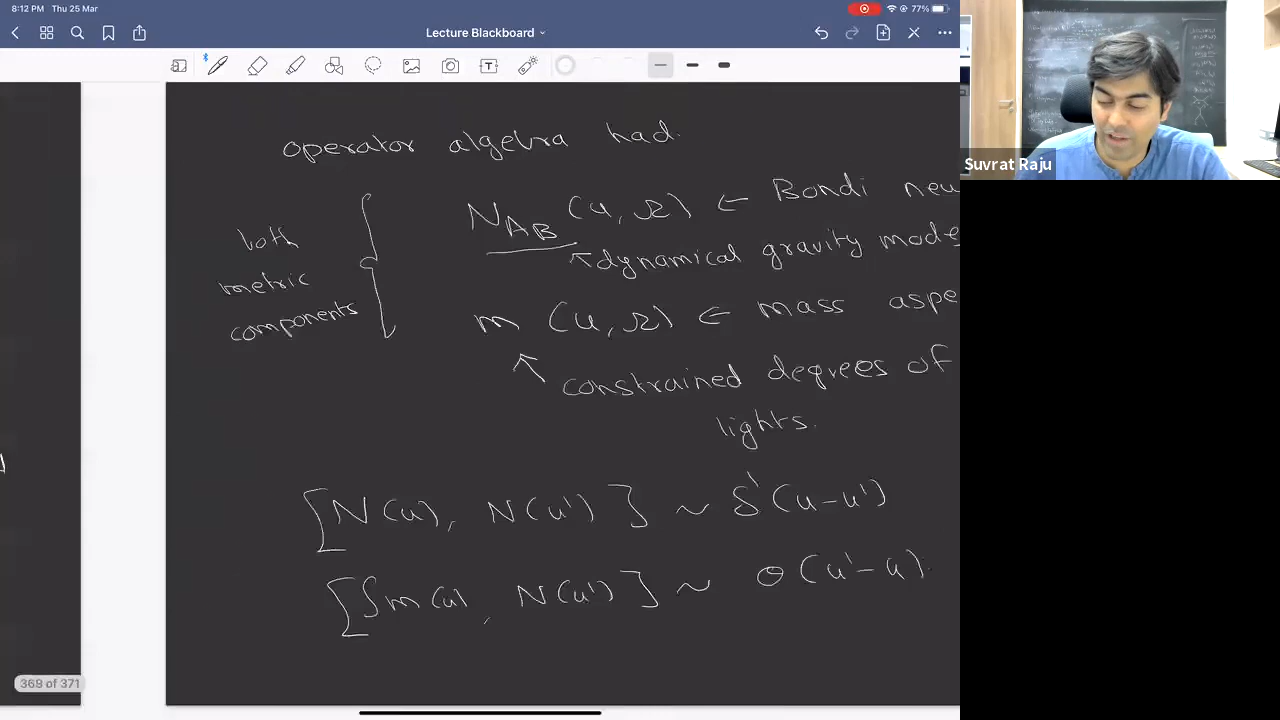 8:12 PM Thu 25 Mar
77%
Lecture Blackboard
operator algebra had.
both metric components
N_AB (u, Ω) ← Bondi new
↖ dynamical gravity mode
m (u, Ω) ← mass aspe
↖ constrained degrees of
lights.
[N(u), N(u')] ~ δ'(u-u')
[∫m(u), N(u')] ~ θ(u'-u).
368 of 371
Suvrat Raju